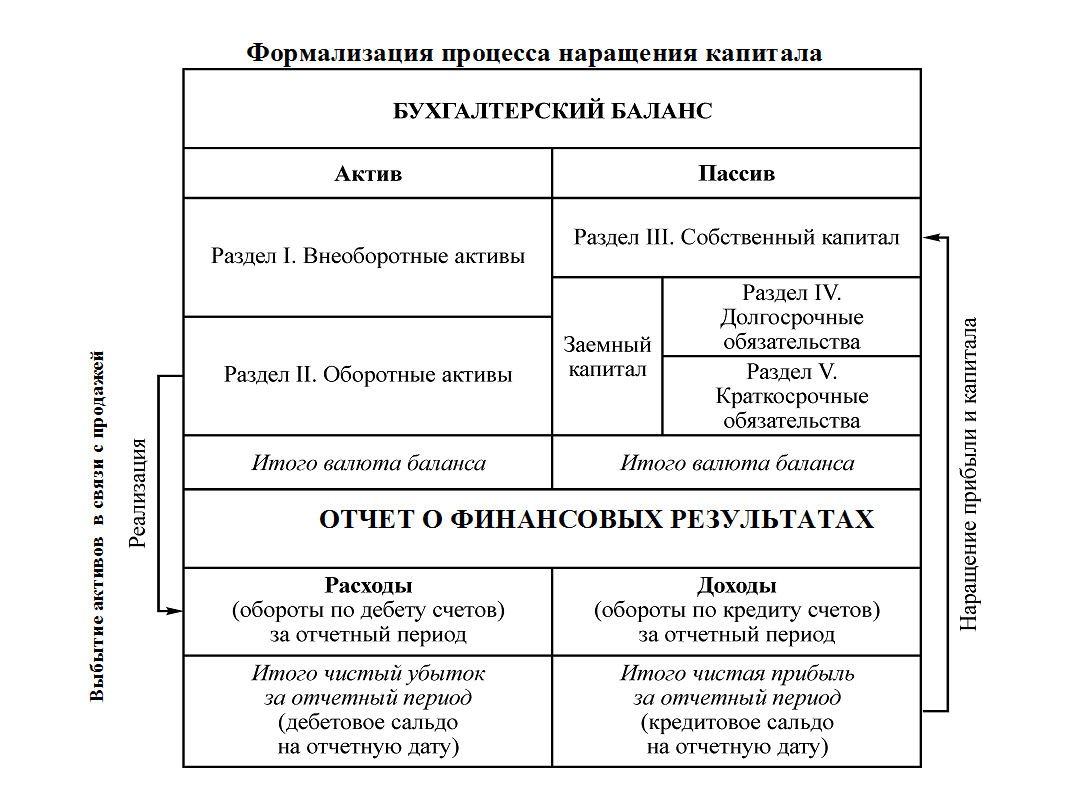 Формализация процесса наращения капитала
БУХГАЛТЕРСКИЙ БАЛАНС
Актив
Пассив
Раздел I. Внеоборотные активы
Раздел III. Собственный капитал
Заемный
капитал
Раздел IV.
Долгосрочные
обязательства
Раздел II. Оборотные активы
Раздел V.
Краткосрочные
обязательства
Итого валюта баланса
Итого валюта баланса
ОТЧЕТ О ФИНАНСОВЫХ РЕЗУЛЬТАТАХ
Расходы
(обороты по дебету счетов)
за отчетный период
Доходы
(обороты по кредиту счетов)
за отчетный период
Итого чистый убыток
за отчетный период
(дебетовое сальдо
на отчетную дату)
Итого чистая прибыль
за отчетный период
(кредитовое сальдо
на отчетную дату)
Выбытие активов в связи с продажей
Реализация
Наращение прибыли и капитала